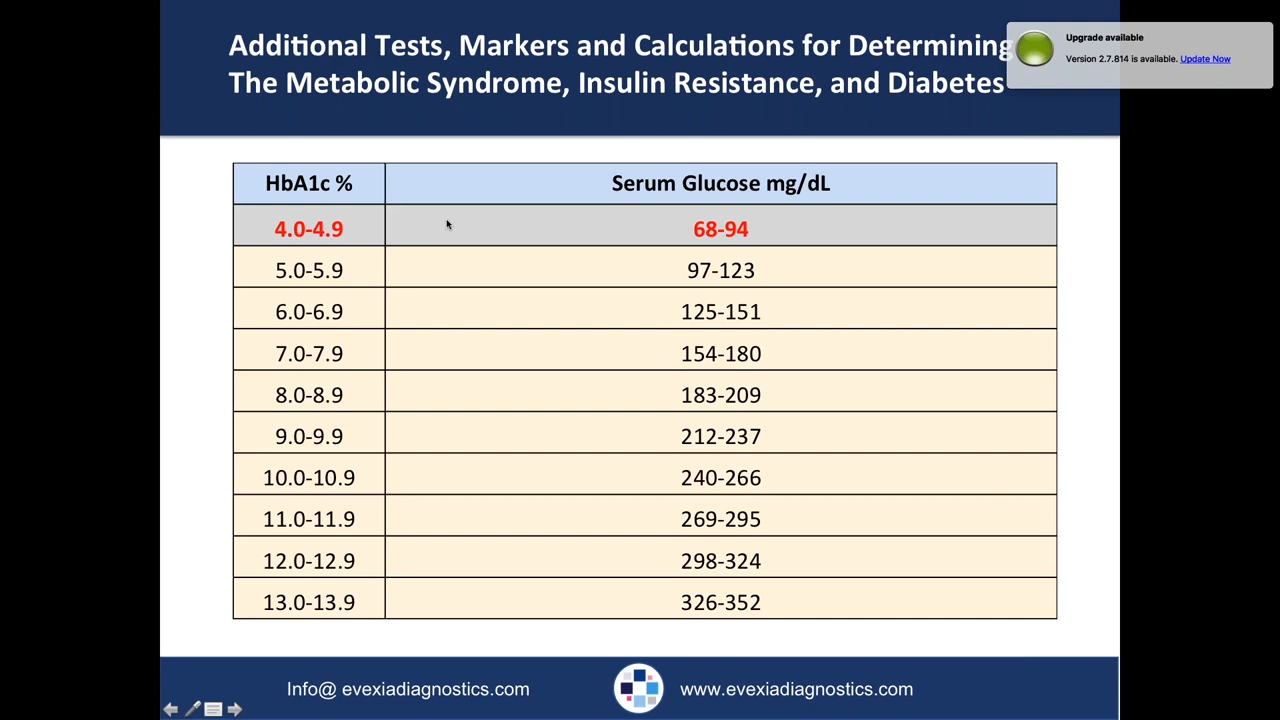 Additional Tests, Markers and Calculations for Determining
The Metabolic Syndrome, Insulin Resistance, and Diabetes
Upgrade available
Version 2.7.814 is available. Update Now
HbA1c % Serum Glucose mg/dL
4.0-4.9 68-94
5.0-5.9 97-123
6.0-6.9 125-151
7.0-7.9 154-180
8.0-8.9 183-209
9.0-9.9 212-237
10.0-10.9 240-266
11.0-11.9 269-295
12.0-12.9 298-324
13.0-13.9 326-352
Info@ evexiadiagnostics.com www.evexiadiagnostics.com